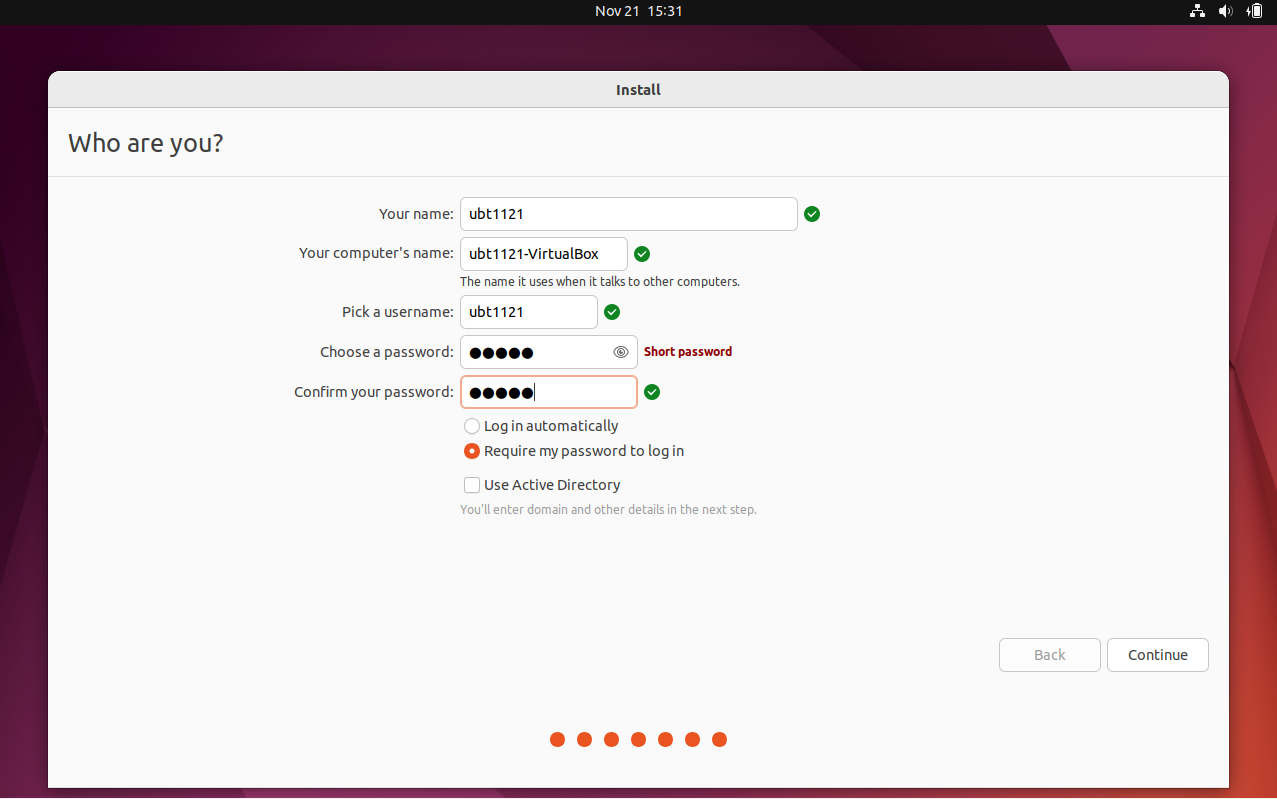 Nov 21 15:31
Install
Who are you?
Your name: ubt1121
Your computer's name: ubt1121-VirtualBox
The name it uses when it talks to other computers.
Pick a username: ubt1121
Choose a password: ●●●●● Short password
Confirm your password: ●●●●●
Log in automatically
Require my password to log in
Use Active Directory
You'll enter domain and other details in the next step.
Back Continue